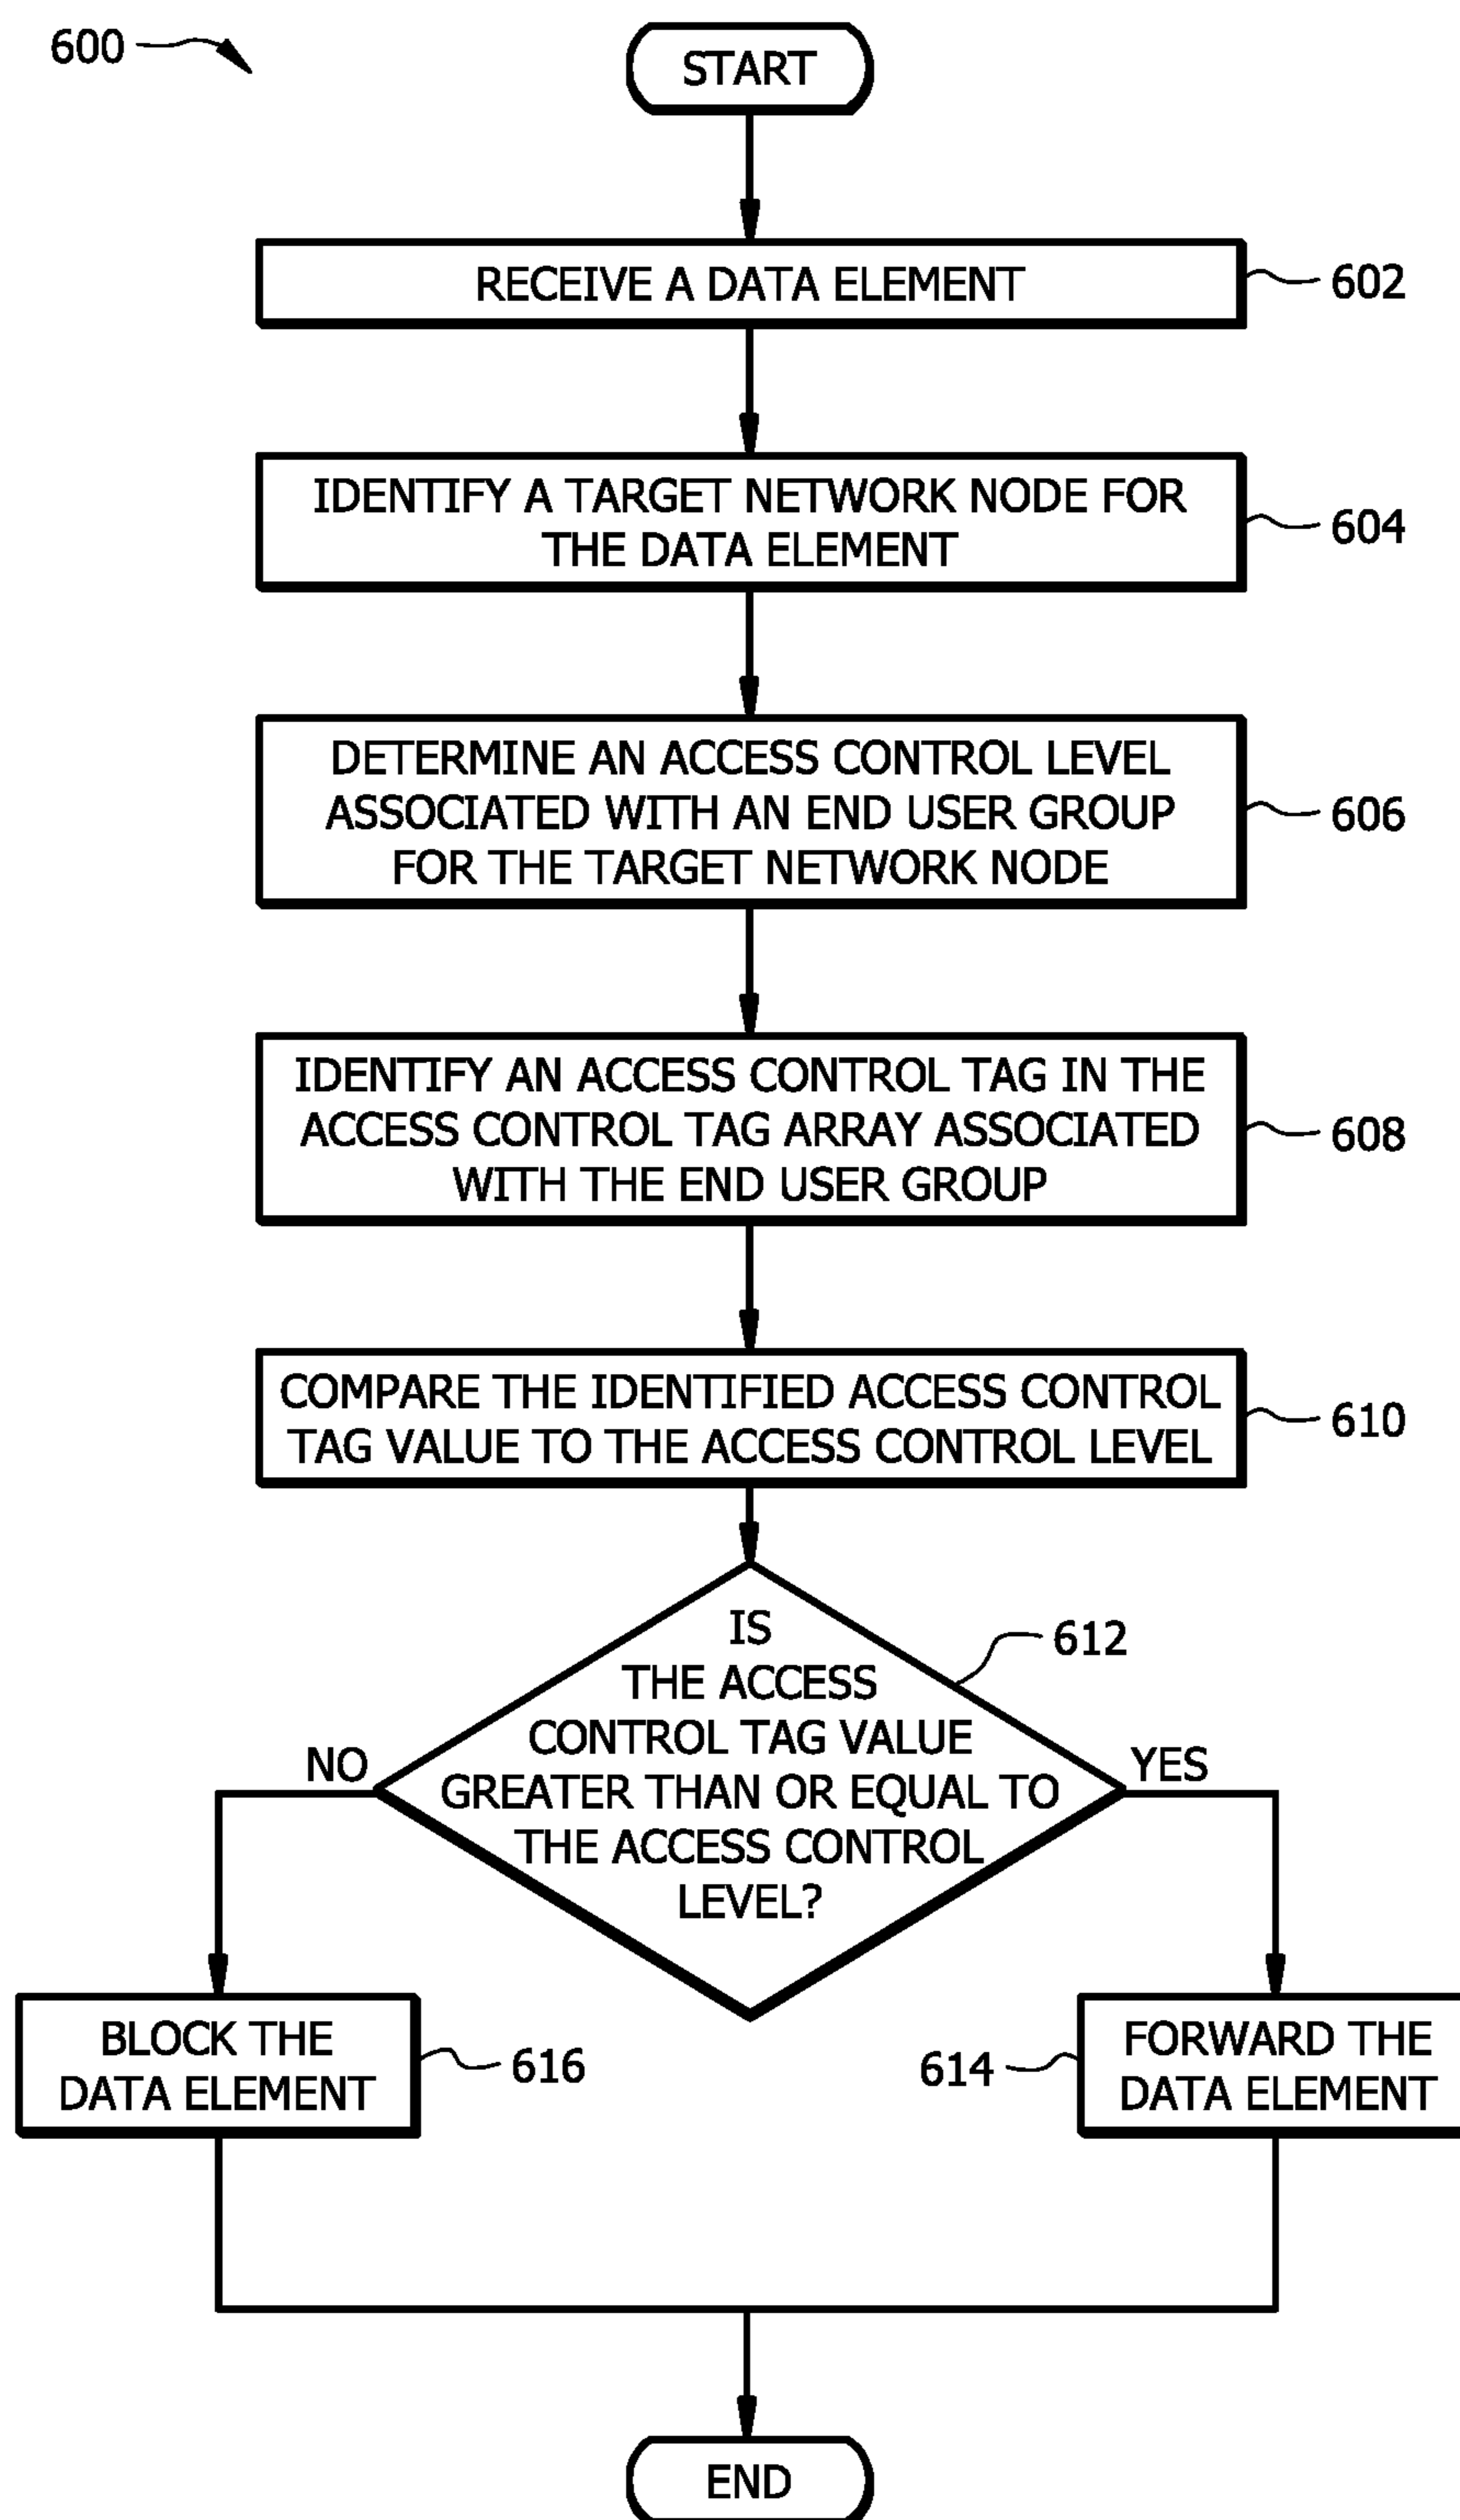 600
START
RECEIVE A DATA ELEMENT
602
IDENTIFY A TARGET NETWORK NODE FOR
THE DATA ELEMENT
604
DETERMINE AN ACCESS CONTROL LEVEL
ASSOCIATED WITH AN END USER GROUP
FOR THE TARGET NETWORK NODE
606
IDENTIFY AN ACCESS CONTROL TAG IN THE
ACCESS CONTROL TAG ARRAY ASSOCIATED
WITH THE END USER GROUP
608
COMPARE THE IDENTIFIED ACCESS CONTROL
TAG VALUE TO THE ACCESS CONTROL LEVEL
610
IS
THE ACCESS
CONTROL TAG VALUE
GREATER THAN OR EQUAL TO
THE ACCESS CONTROL
LEVEL?
612
NO
YES
BLOCK THE
DATA ELEMENT
616
614
FORWARD THE
DATA ELEMENT
END